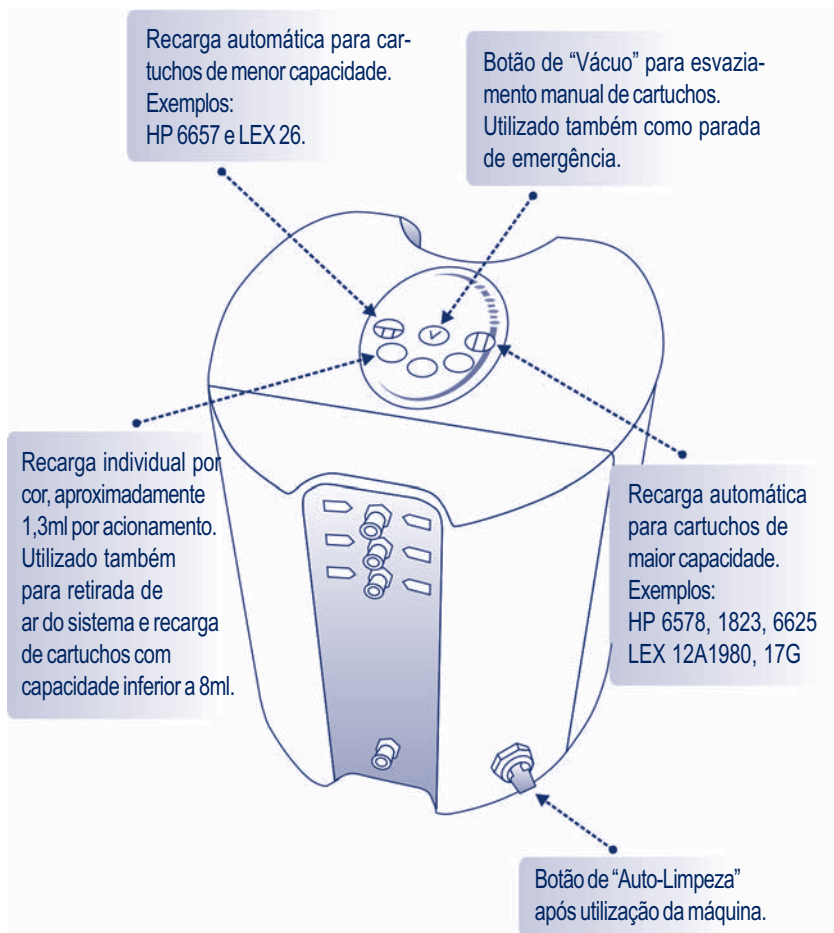 Recarga automática para car-
tuchos de menor capacidade.
Exemplos:
HP 6657 e LEX 26.
Botão de “Vácuo” para esvazia-
mento manual de cartuchos.
Utilizado também como parada
de emergência.
V
Recarga individual por
cor, aproximadamente
1,3ml por acionamento.
Utilizado também
para retirada de
ar do sistema e recarga
de cartuchos com
capacidade inferior a 8ml.
Recarga automática
para cartuchos de
maior capacidade.
Exemplos:
HP 6578, 1823, 6625
LEX 12A1980, 17G
Botão de “Auto-Limpeza”
após utilização da máquina.